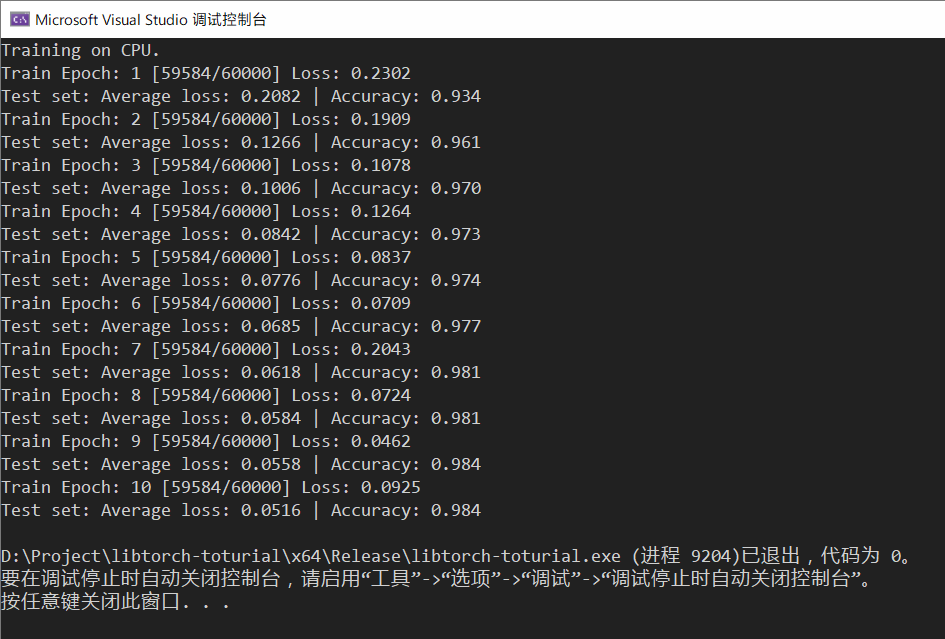 Microsoft Visual Studio 调试控制台
Training on CPU.
Train Epoch: 1 [59584/60000] Loss: 0.2302
Test set: Average loss: 0.2082 | Accuracy: 0.934
Train Epoch: 2 [59584/60000] Loss: 0.1909
Test set: Average loss: 0.1266 | Accuracy: 0.961
Train Epoch: 3 [59584/60000] Loss: 0.1078
Test set: Average loss: 0.1006 | Accuracy: 0.970
Train Epoch: 4 [59584/60000] Loss: 0.1264
Test set: Average loss: 0.0842 | Accuracy: 0.973
Train Epoch: 5 [59584/60000] Loss: 0.0837
Test set: Average loss: 0.0776 | Accuracy: 0.974
Train Epoch: 6 [59584/60000] Loss: 0.0709
Test set: Average loss: 0.0685 | Accuracy: 0.977
Train Epoch: 7 [59584/60000] Loss: 0.2043
Test set: Average loss: 0.0618 | Accuracy: 0.981
Train Epoch: 8 [59584/60000] Loss: 0.0724
Test set: Average loss: 0.0584 | Accuracy: 0.981
Train Epoch: 9 [59584/60000] Loss: 0.0462
Test set: Average loss: 0.0558 | Accuracy: 0.984
Train Epoch: 10 [59584/60000] Loss: 0.0925
Test set: Average loss: 0.0516 | Accuracy: 0.984
D:\Project\libtorch-toturial\x64\Release\libtorch-toturial.exe (进程 9204)已退出，代码为 0。
要在调试停止时自动关闭控制台，请启用“工具”->“选项”->“调试”->“调试停止时自动关闭控制台”。
按任意键关闭此窗口. . .